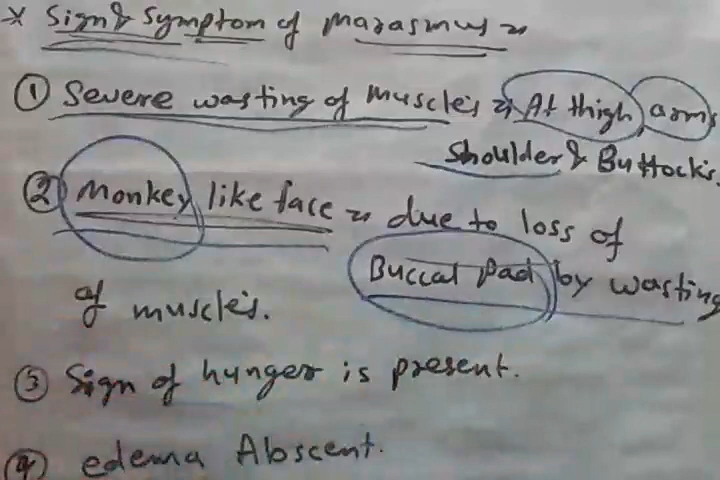 * Sign & Symptom of Marasmus ~
① Severe wasting of Muscles ~ At thigh, arms,
Shoulder & Buttocks.
② Monkey like face ~ due to loss of
Buccal Pad by wasting
of muscles.
③ Sign of hunger is present.
④ edema Abscent.